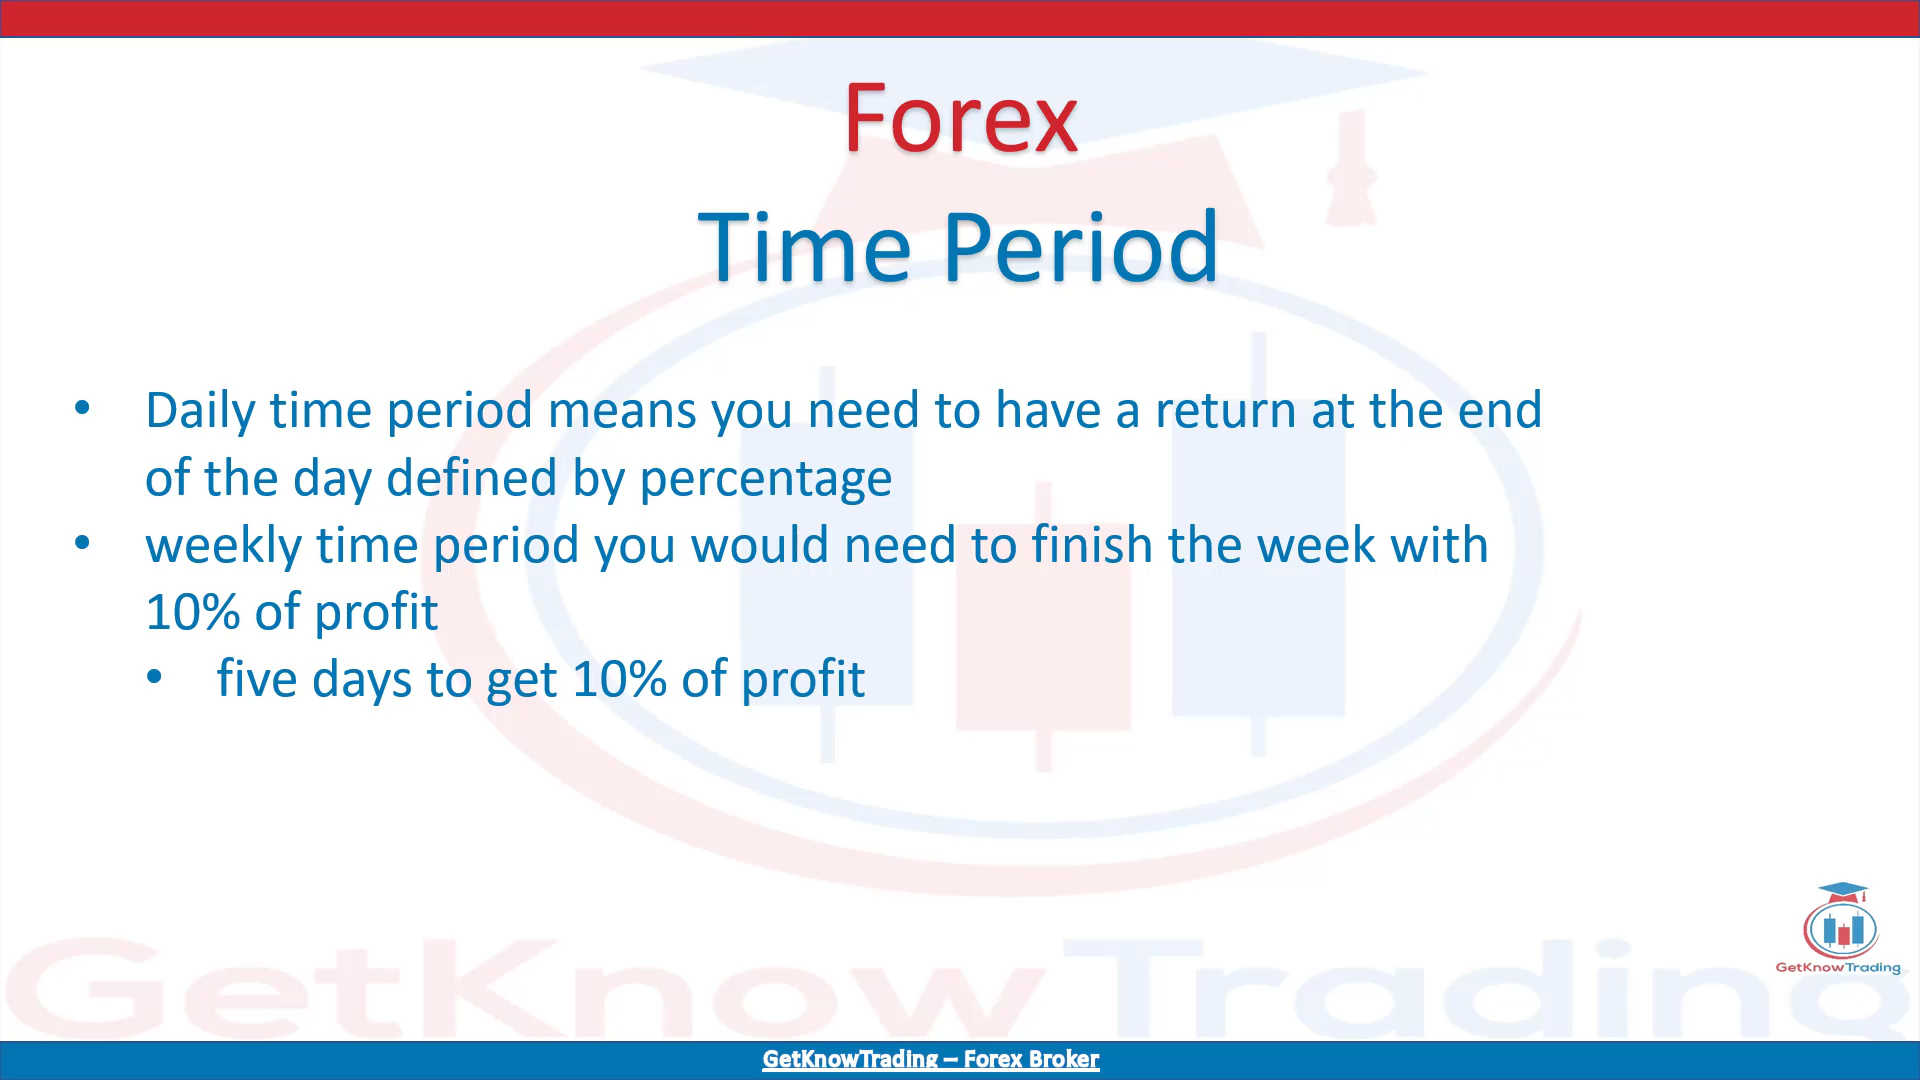 Forex
Time Period
• Daily time period means you need to have a return at the end
of the day defined by percentage
• weekly time period you would need to finish the week with
10% of profit
• five days to get 10% of profit
GetKnowTrading
GetKnow Trading
GetKnowTrading – Forex Broker